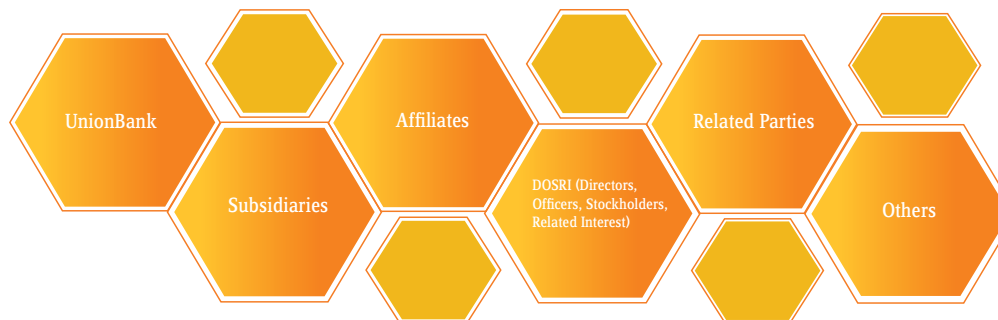 UnionBank
Subsidiaries
Affiliates
DOSRI (Directors,
Officers, Stockholders,
Related Interest)
Related Parties
Others